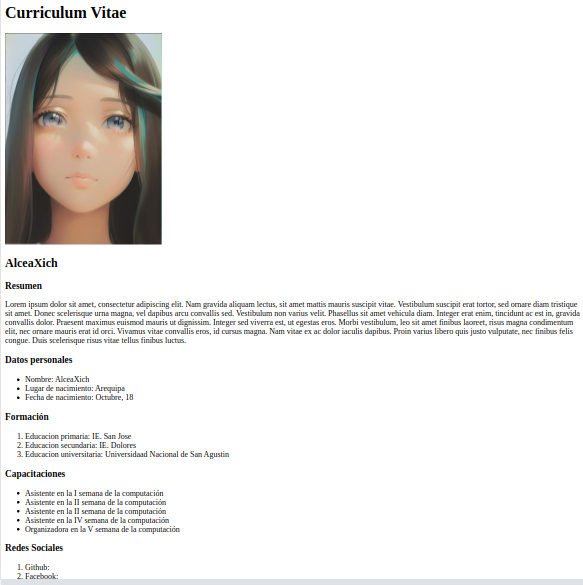 Curriculum Vitae
AlceaXich
Resumen
Lorem ipsum dolor sit amet, consectetur adipiscing elit. Nam gravida aliquam lectus, sit amet mattis mauris suscipit vitae. Vestibulum suscipit erat tortor, sed ornare diam tristique
sit amet. Donec scelerisque urna magna, vel dapibus arcu convallis sed. Vestibulum non varius velit. Phasellus sit amet vehicula diam. Integer erat enim, tincidunt ac est in, gravida
convallis dolor. Praesent maximus euismod mauris ut dignissim. Integer sed viverra est, ut egestas eros. Morbi vestibulum, leo sit amet finibus laoreet, risus magna condimentum
elit, nec ornare mauris erat id orci. Vivamus vitae convallis eros, id cursus magna. Nam vitae ex ac dolor iaculis dapibus. Proin varius libero quis justo vulputate, nec finibus felis
congue. Duis scelerisque risus vitae tellus finibus luctus.
Datos personales
• Nombre: AlceaXich
• Lugar de nacimiento: Arequipa
• Fecha de nacimiento: Octubre, 18
Formación
1. Educacion primaria: IE. San Jose
2. Educacion secundaria: IE. Dolores
3. Educacion universitaria: Universidaad Nacional de San Agustin
Capacitaciones
• Asistente en la I semana de la computación
• Asistente en la II semana de la computación
• Asistente en la II semana de la computación
• Asistente en la IV semana de la computación
• Organizadora en la V semana de la computación
Redes Sociales
1. Github:
2. Facebook: